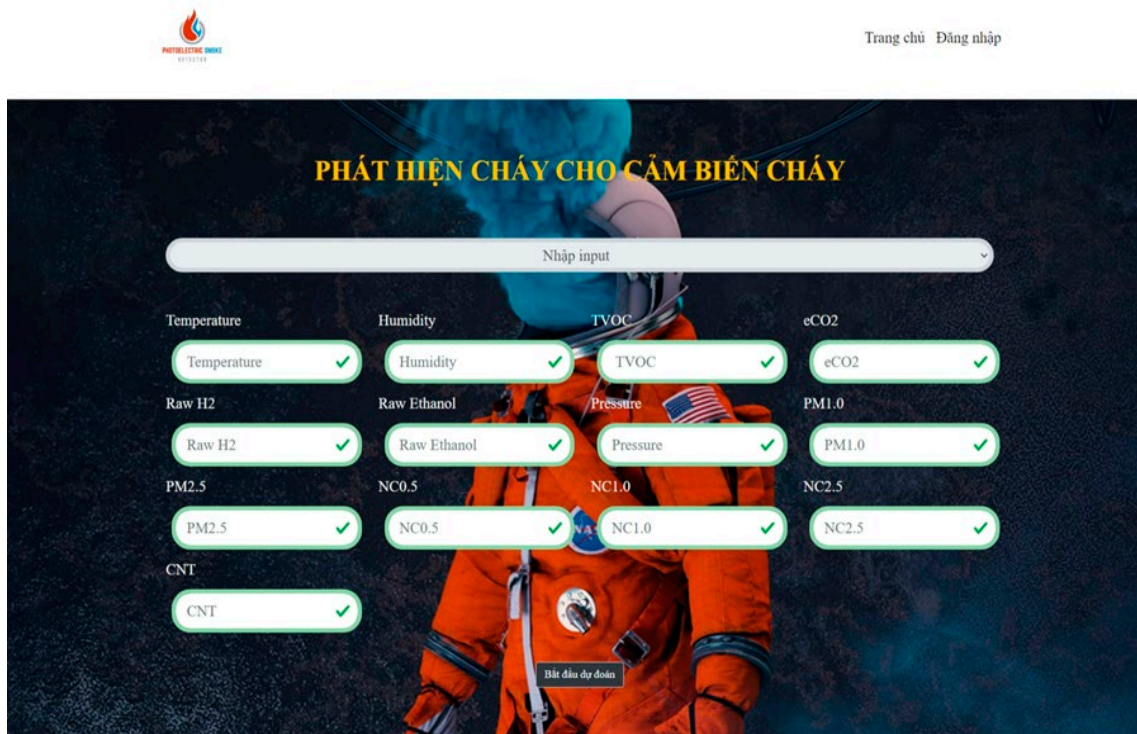 PHOTOELECTRIC SMOKE
DETECTOR
Trang chủ Đăng nhập
PHÁT HIỆN CHÁY CHO CẢM BIẾN CHÁY
Nhập input
Temperature Humidity TVOC eCO2
Temperature Humidity TVOC eCO2
Raw H2 Raw Ethanol Pressure PM1.0
Raw H2 Raw Ethanol Pressure PM1.0
PM2.5 NC0.5 NC1.0 NC2.5
PM2.5 NC0.5 NC1.0 NC2.5
CNT
CNT
Bắt đầu dự đoán